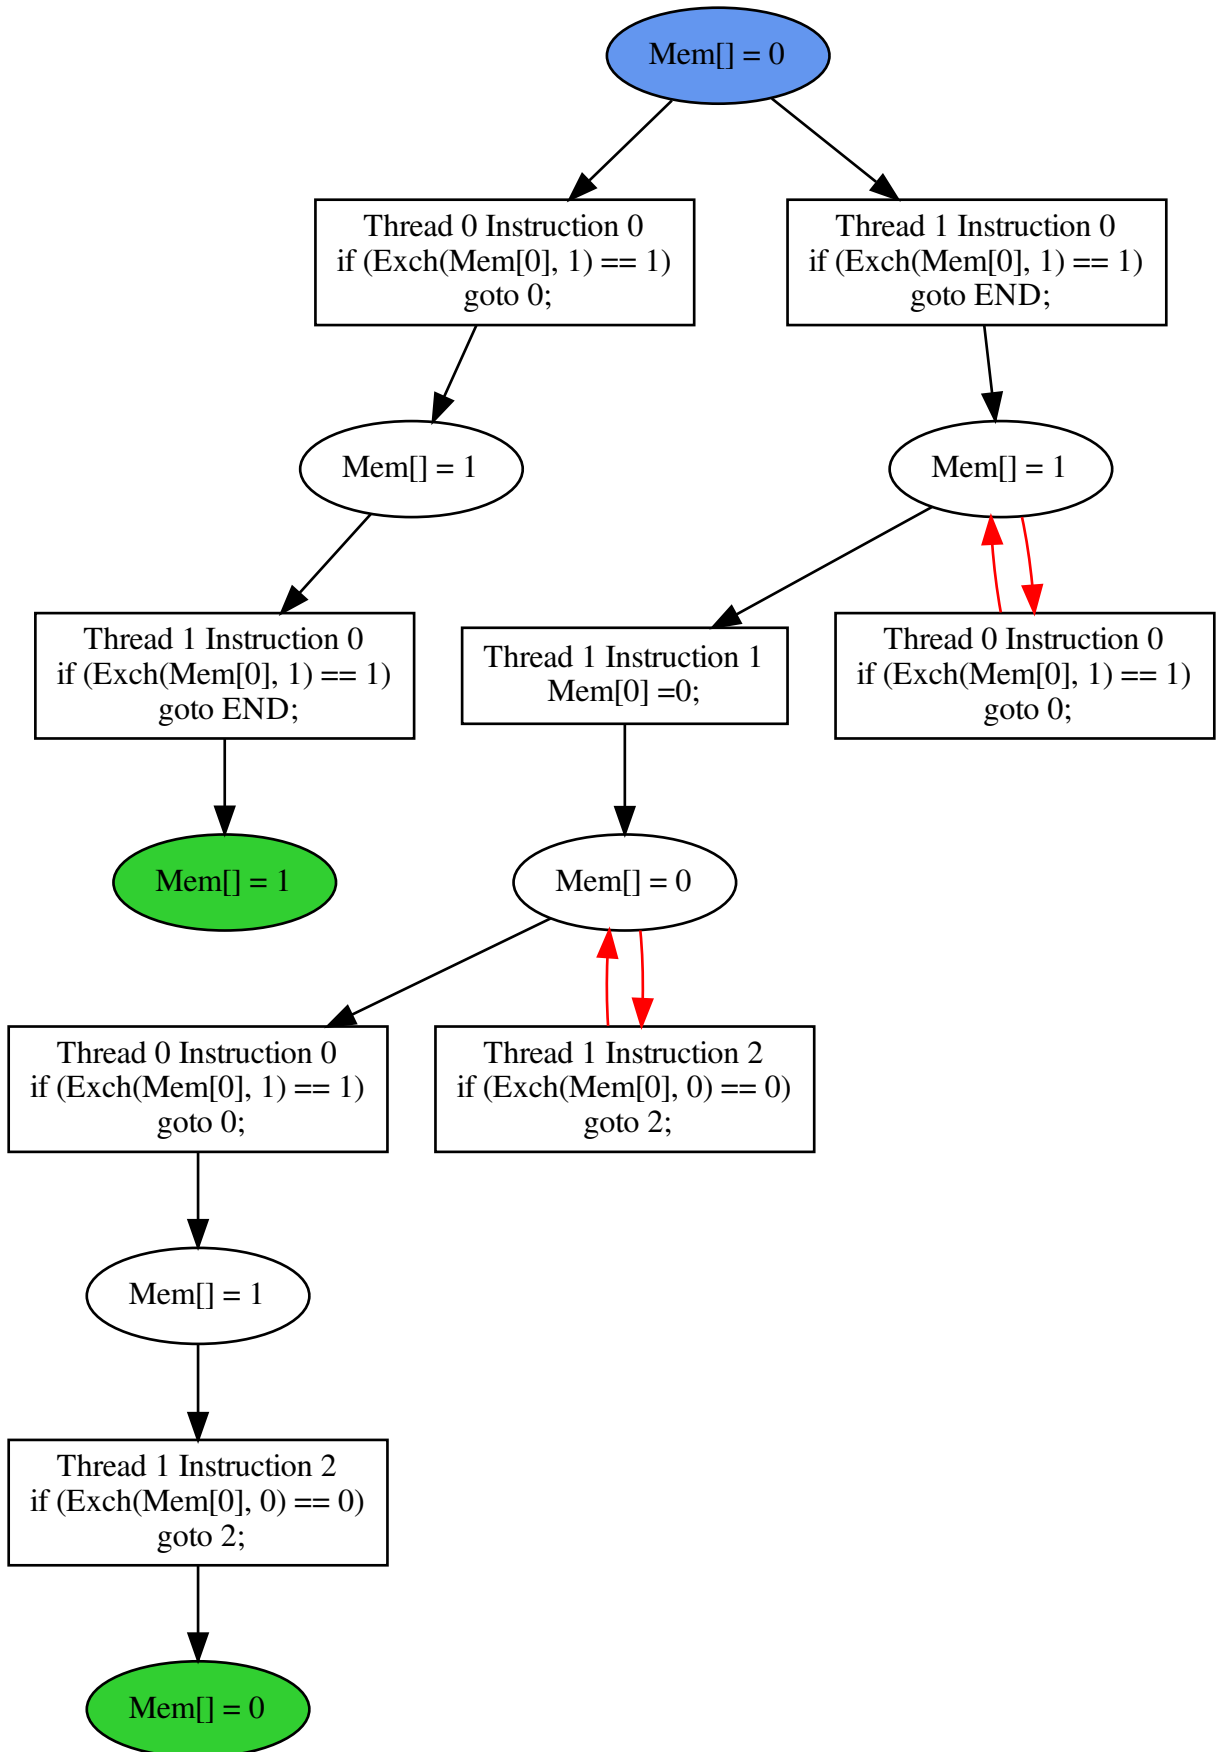 Mem[] = 0
Thread 0 Instruction 0
if (Exch(Mem[0], 1) == 1)
goto 0;
Thread 1 Instruction 0
if (Exch(Mem[0], 1) == 1)
goto END;
Mem[] = 1
Mem[] = 1
Thread 1 Instruction 0
if (Exch(Mem[0], 1) == 1)
goto END;
Thread 1 Instruction 1
Mem[0] =0;
Thread 0 Instruction 0
if (Exch(Mem[0], 1) == 1)
goto 0;
Mem[] = 1
Mem[] = 0
Thread 0 Instruction 0
if (Exch(Mem[0], 1) == 1)
goto 0;
Thread 1 Instruction 2
if (Exch(Mem[0], 0) == 0)
goto 2;
Mem[] = 1
Thread 1 Instruction 2
if (Exch(Mem[0], 0) == 0)
goto 2;
Mem[] = 0